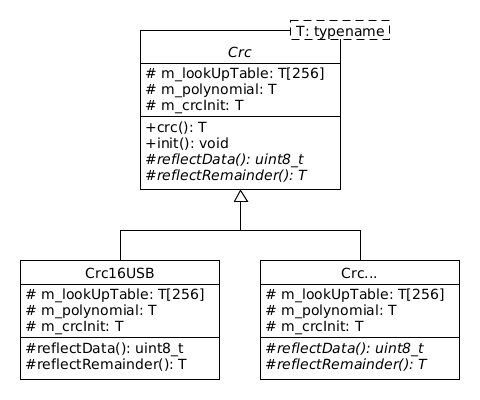 T: typename
Crc
# m_lookUpTable: T[256]
# m_polynomial: T
# m_crcInit: T
+crc(): T
+init(): void
#reflectData(): uint8_t
#reflectRemainder(): T
Crc16USB
# m_lookUpTable: T[256]
# m_polynomial: T
# m_crcInit: T
#reflectData(): uint8_t
#reflectRemainder(): T
Crc...
# m_lookUpTable: T[256]
# m_polynomial: T
# m_crcInit: T
#reflectData(): uint8_t
#reflectRemainder(): T